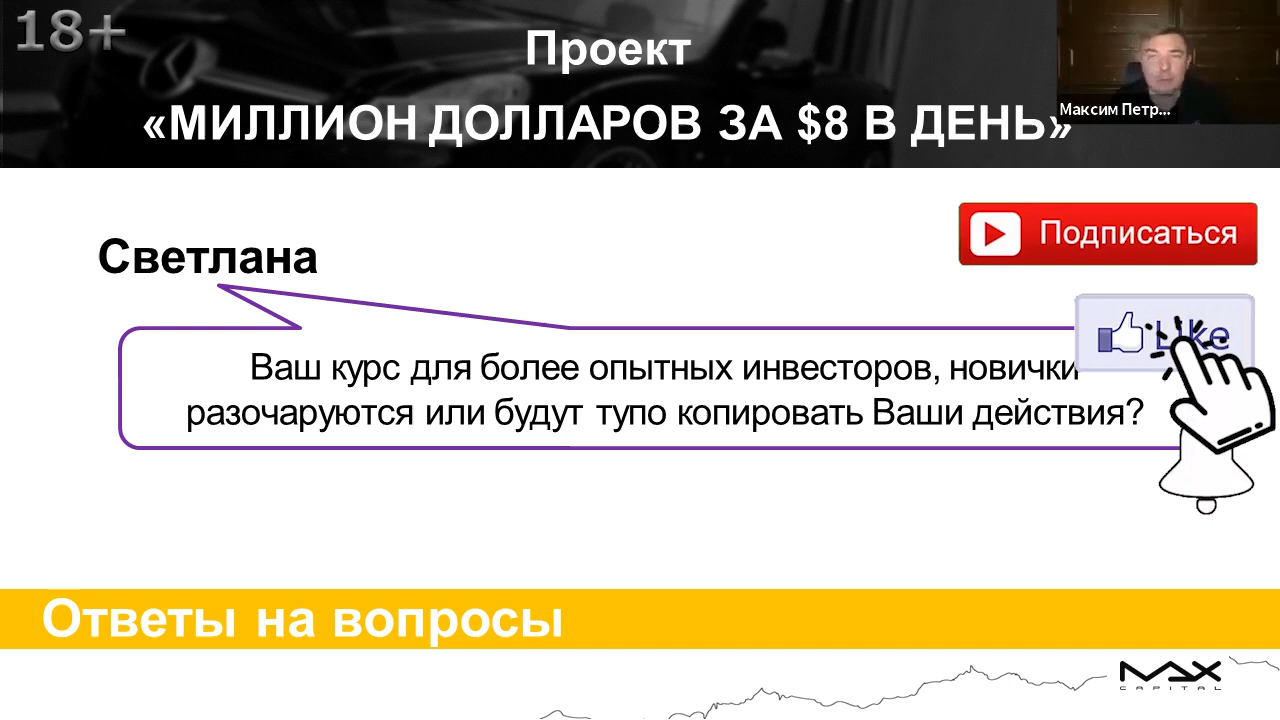 18+
Проект
«МИЛЛИОН ДОЛЛАРОВ ЗА $8 В ДЕНЬ»
Максим Петр...
Подписаться
Светлана
Like
Ваш курс для более опытных инвесторов, новички
разочаруются или будут тупо копировать Ваши действия?
Ответы на вопросы
MAX
CAPITAL